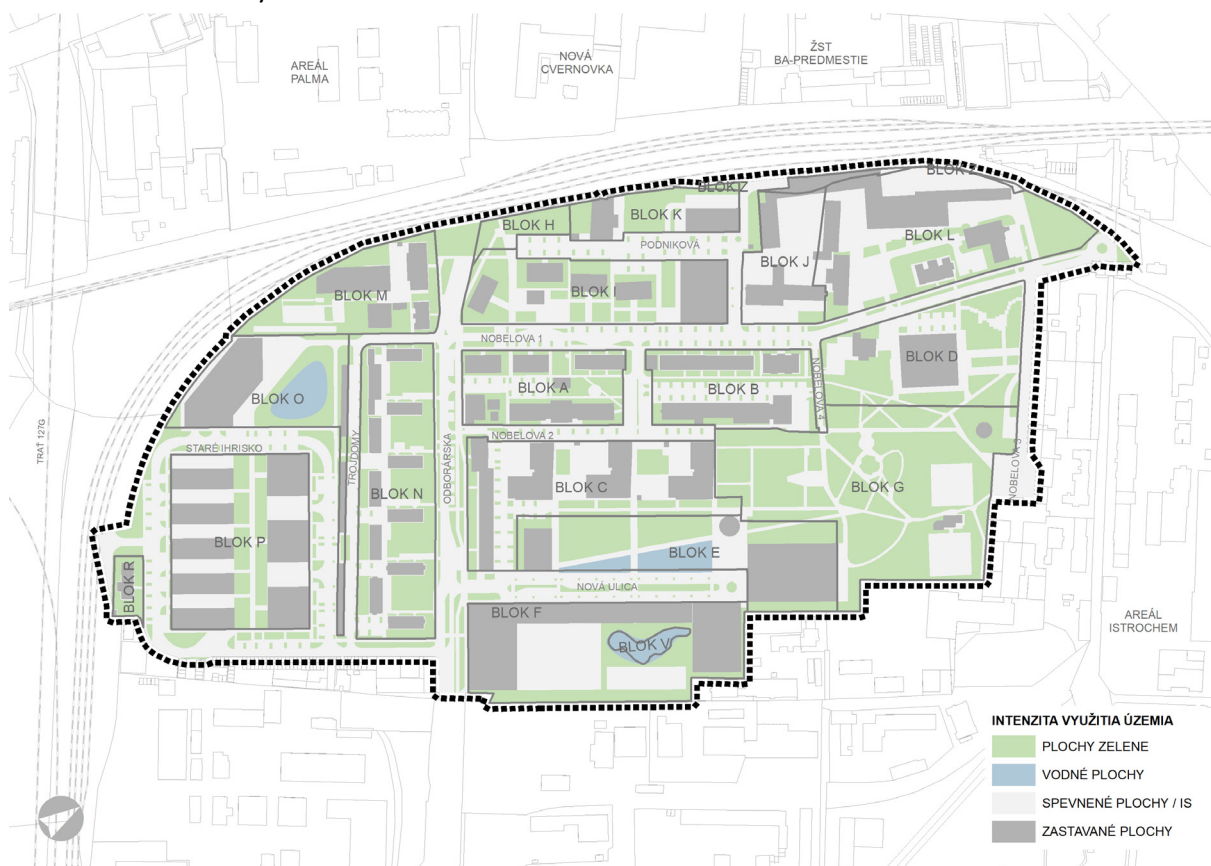 AREÁL
PALMA
NOVÁ
CVERNOVKA
ŽST
BA-PREDMESTIE
BLOK Z
BLOK Z
BLOK H
BLOK K
PODNIKOVÁ
BLOK L
BLOK J
BLOK M
BLOK I
NOBELOVA 1
BLOK D
BLOK O
BLOK A
BLOK B
NOBELOVA 4
TRAŤ 127G
STARÉ IHRISKO
TROJDOMY
ODBORÁRSKA
NOBELOVA 2
BLOK N
BLOK C
BLOK G
NOBELOVA 3
BLOK P
BLOK E
BLOK R
NOVÁ ULICA
BLOK F
BLOK V
AREÁL
ISTROCHEM
INTENZITA VYUŽITIA ÚZEMIA
PLOCHY ZELENE
VODNÉ PLOCHY
SPEVNENÉ PLOCHY / IS
ZASTAVANÉ PLOCHY